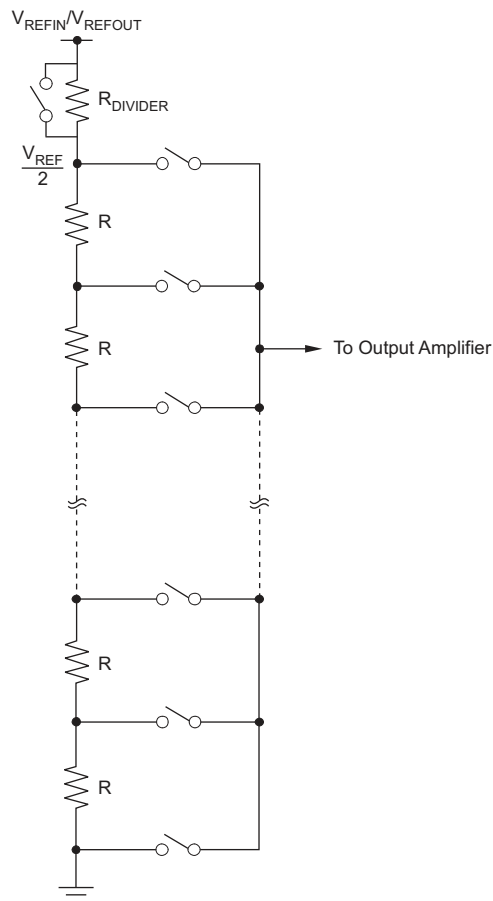 V_REFIN/V_REFOUT
R_DIVIDER
V_REF
2
R
R
To Output Amplifier
R
R